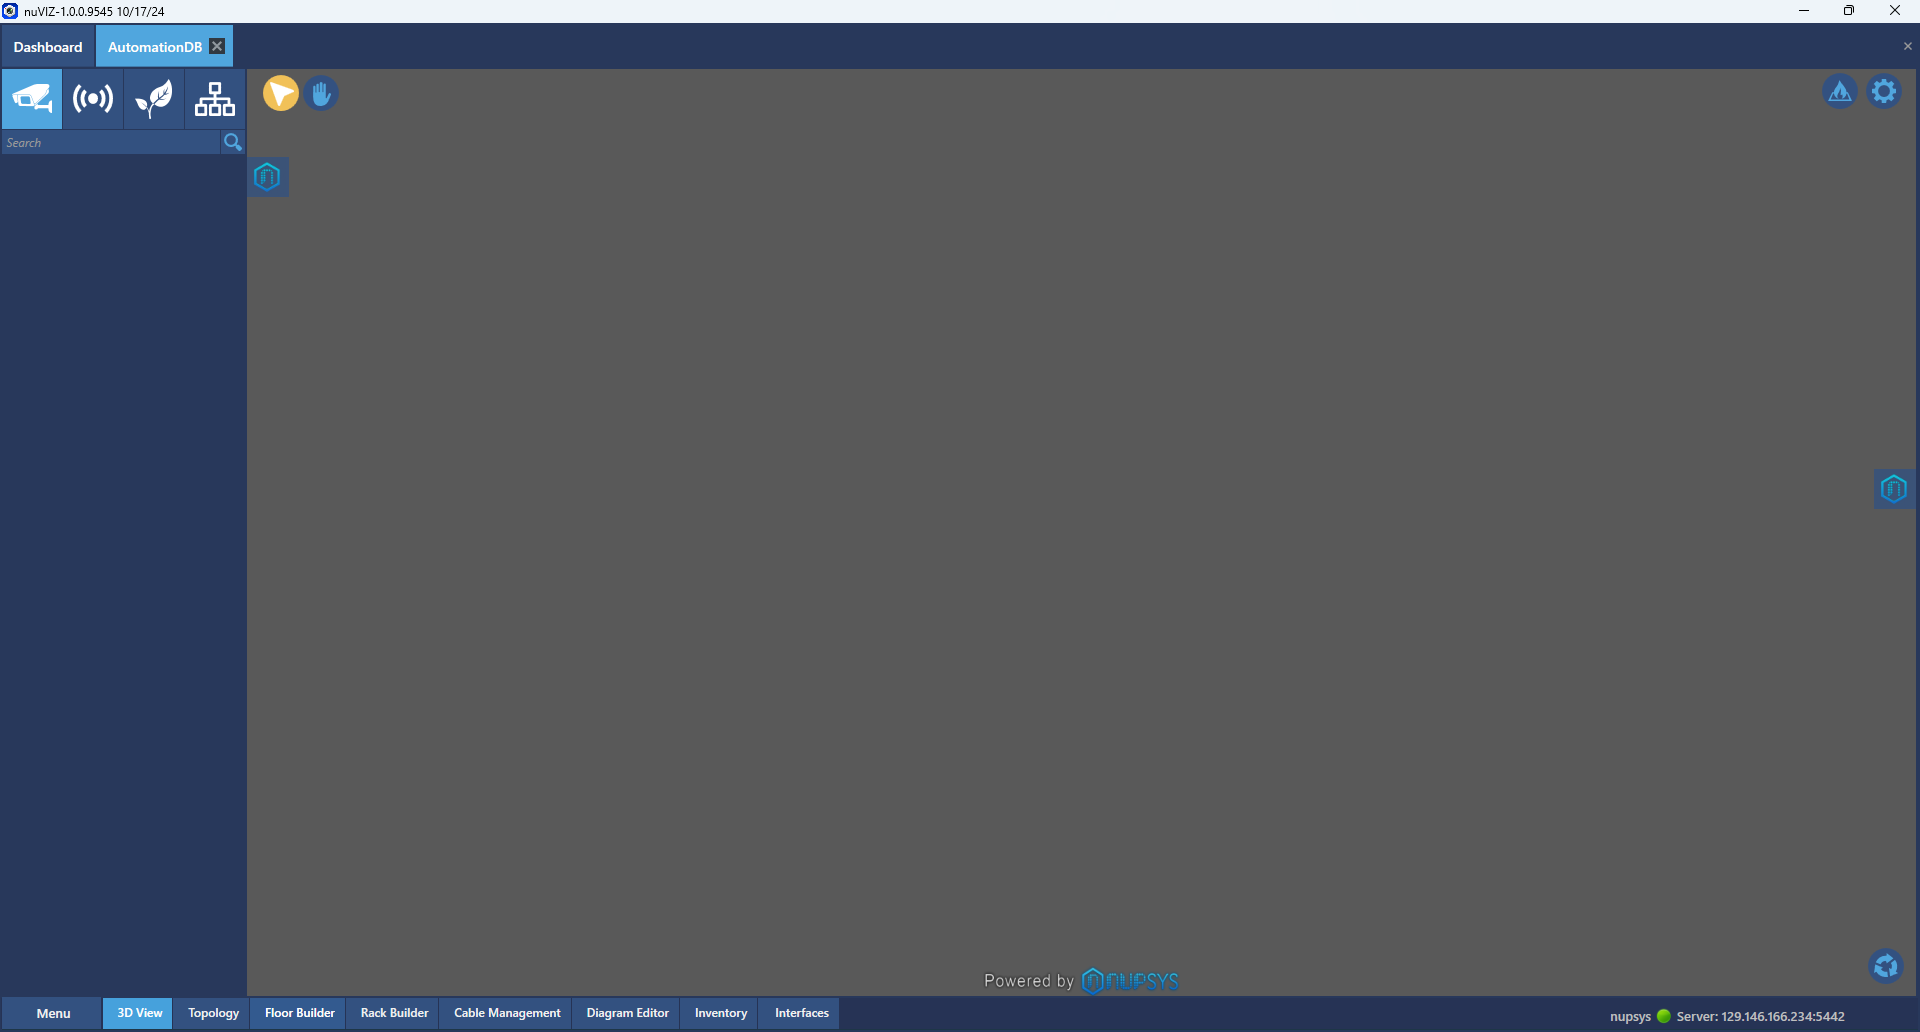 nuVIZ-1.0.0.9545 10/17/24
Dashboard
AutomationDB
Search
Powered by nupsys
Menu
3D View
Topology
Floor Builder
Rack Builder
Cable Management
Diagram Editor
Inventory
Interfaces
nupsys
Server: 129.146.166.234:5442